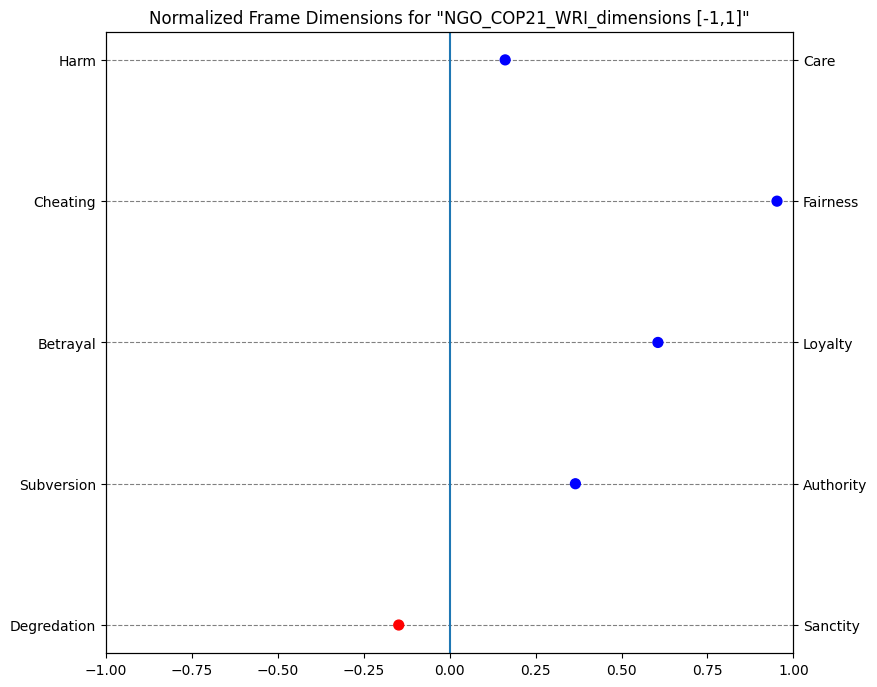 Normalized Frame Dimensions for "NGO_COP21_WRI_dimensions [-1,1]"
Harm Care
Cheating Fairness
Betrayal Loyalty
Subversion Authority
Degredation Sanctity
−1.00 −0.75 −0.50 −0.25 0.00 0.25 0.50 0.75 1.00